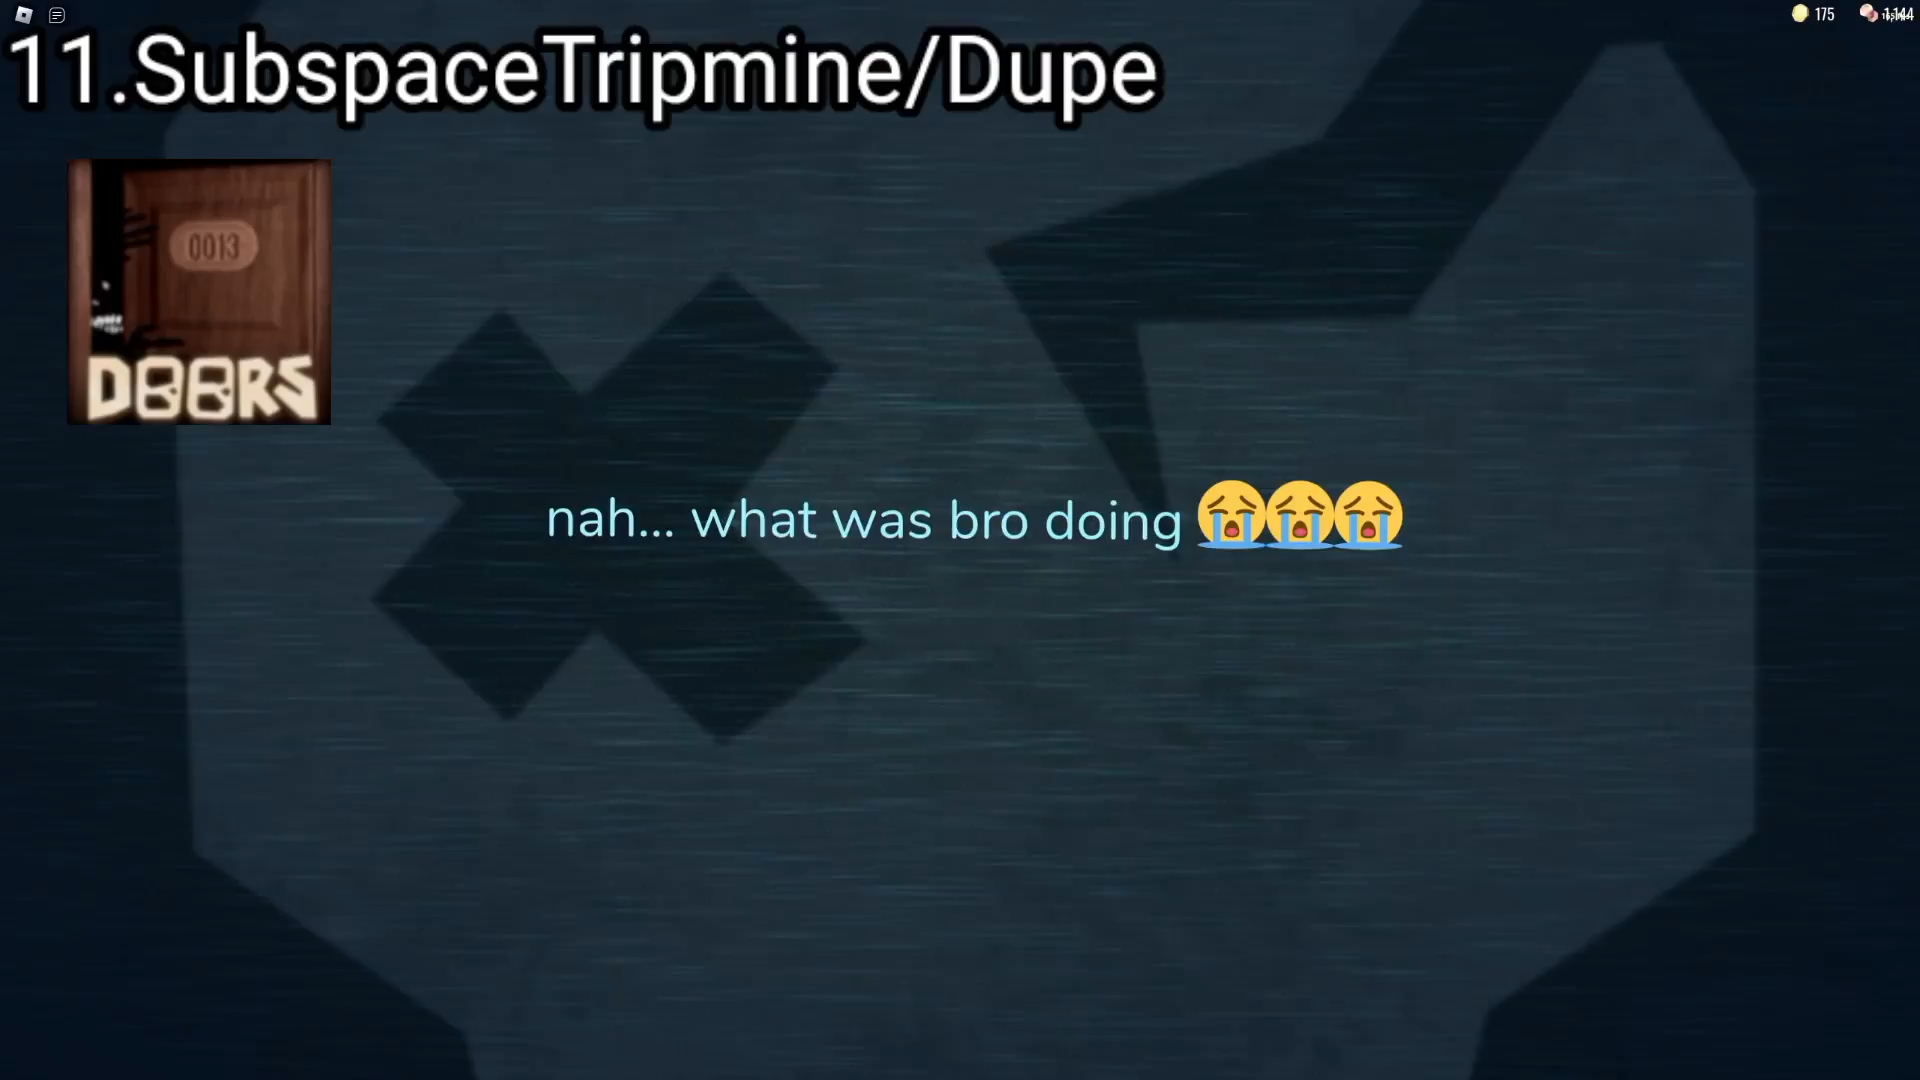 175
11.SubspaceTripmine/Dupe
0013
DOORS
nah... what was bro doing 😭😭😭